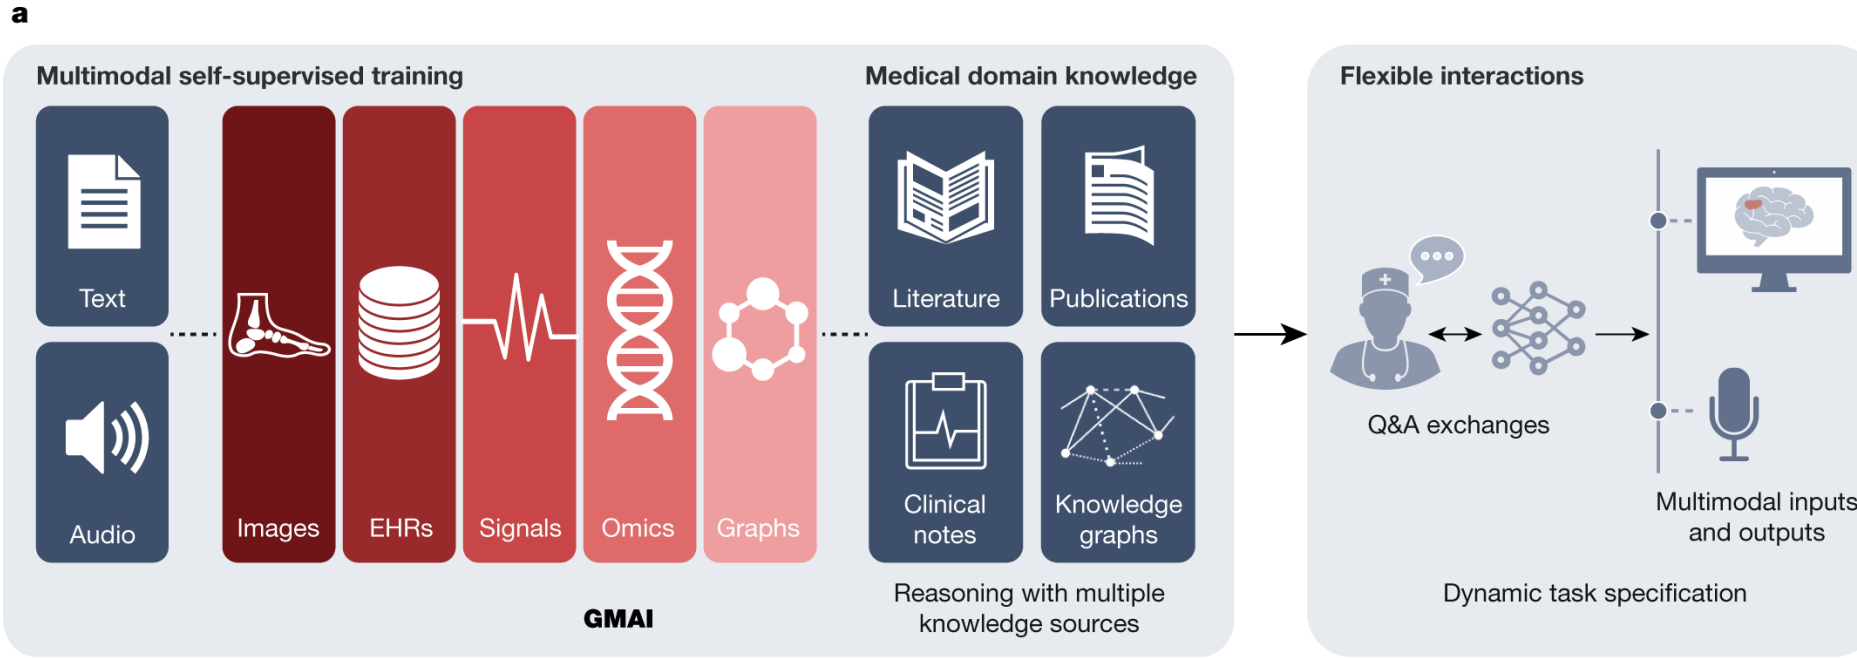 a
Multimodal self-supervised training
Medical domain knowledge
Flexible interactions
Text
Audio
Images
EHRs
Signals
Omics
Graphs
Literature
Publications
Clinical
notes
Knowledge
graphs
Reasoning with multiple
knowledge sources
GMAI
Q&A exchanges
Multimodal inputs
and outputs
Dynamic task specification